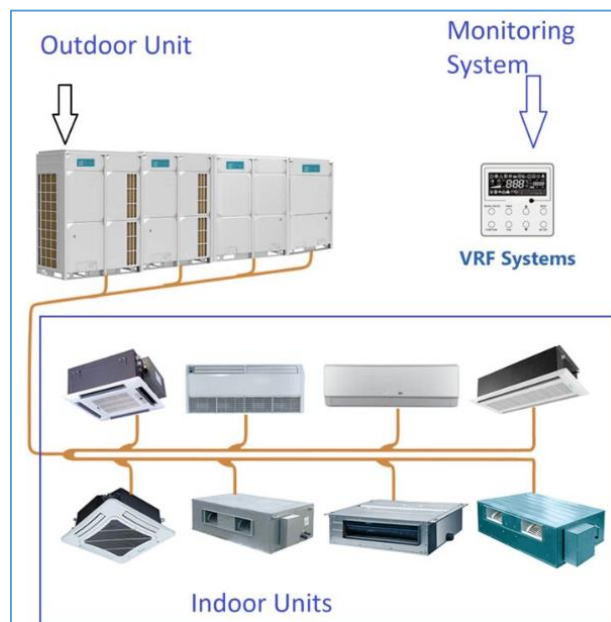 Outdoor Unit
Monitoring
System
VRF Systems
Indoor Units